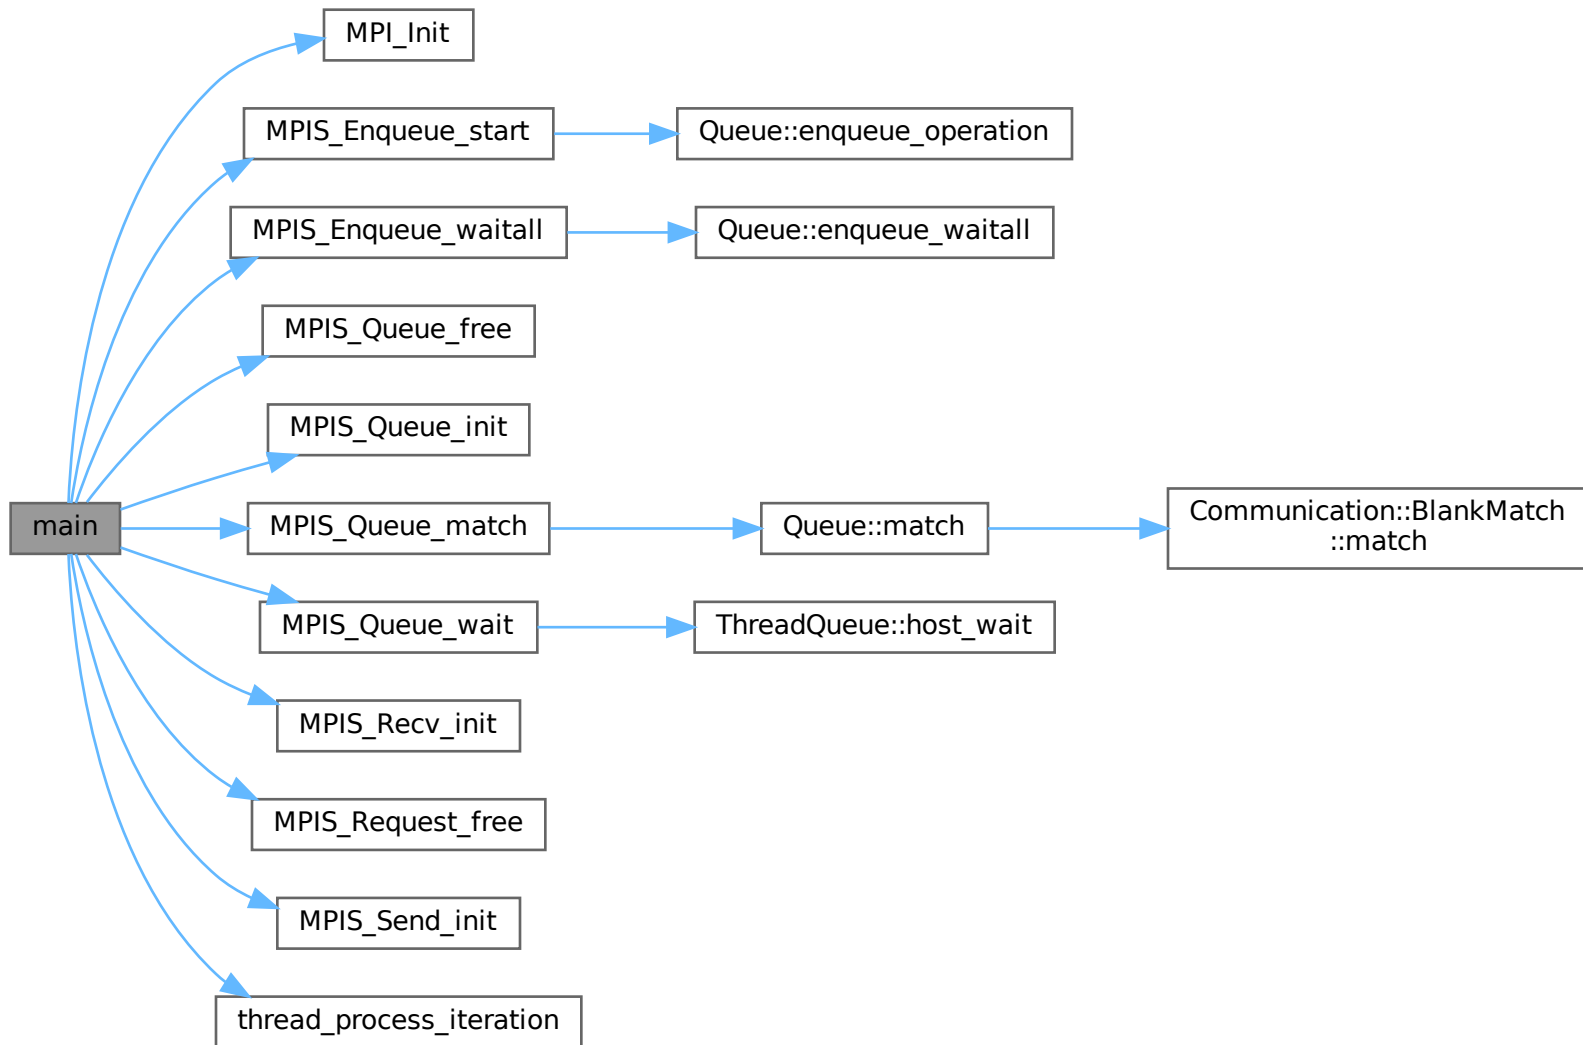 MPI_Init
MPIS_Enqueue_start
Queue::enqueue_operation
MPIS_Enqueue_waitall
Queue::enqueue_waitall
MPIS_Queue_free
MPIS_Queue_init
main
MPIS_Queue_match
Queue::match
Communication::BlankMatch
::match
MPIS_Queue_wait
ThreadQueue::host_wait
MPIS_Recv_init
MPIS_Request_free
MPIS_Send_init
thread_process_iteration